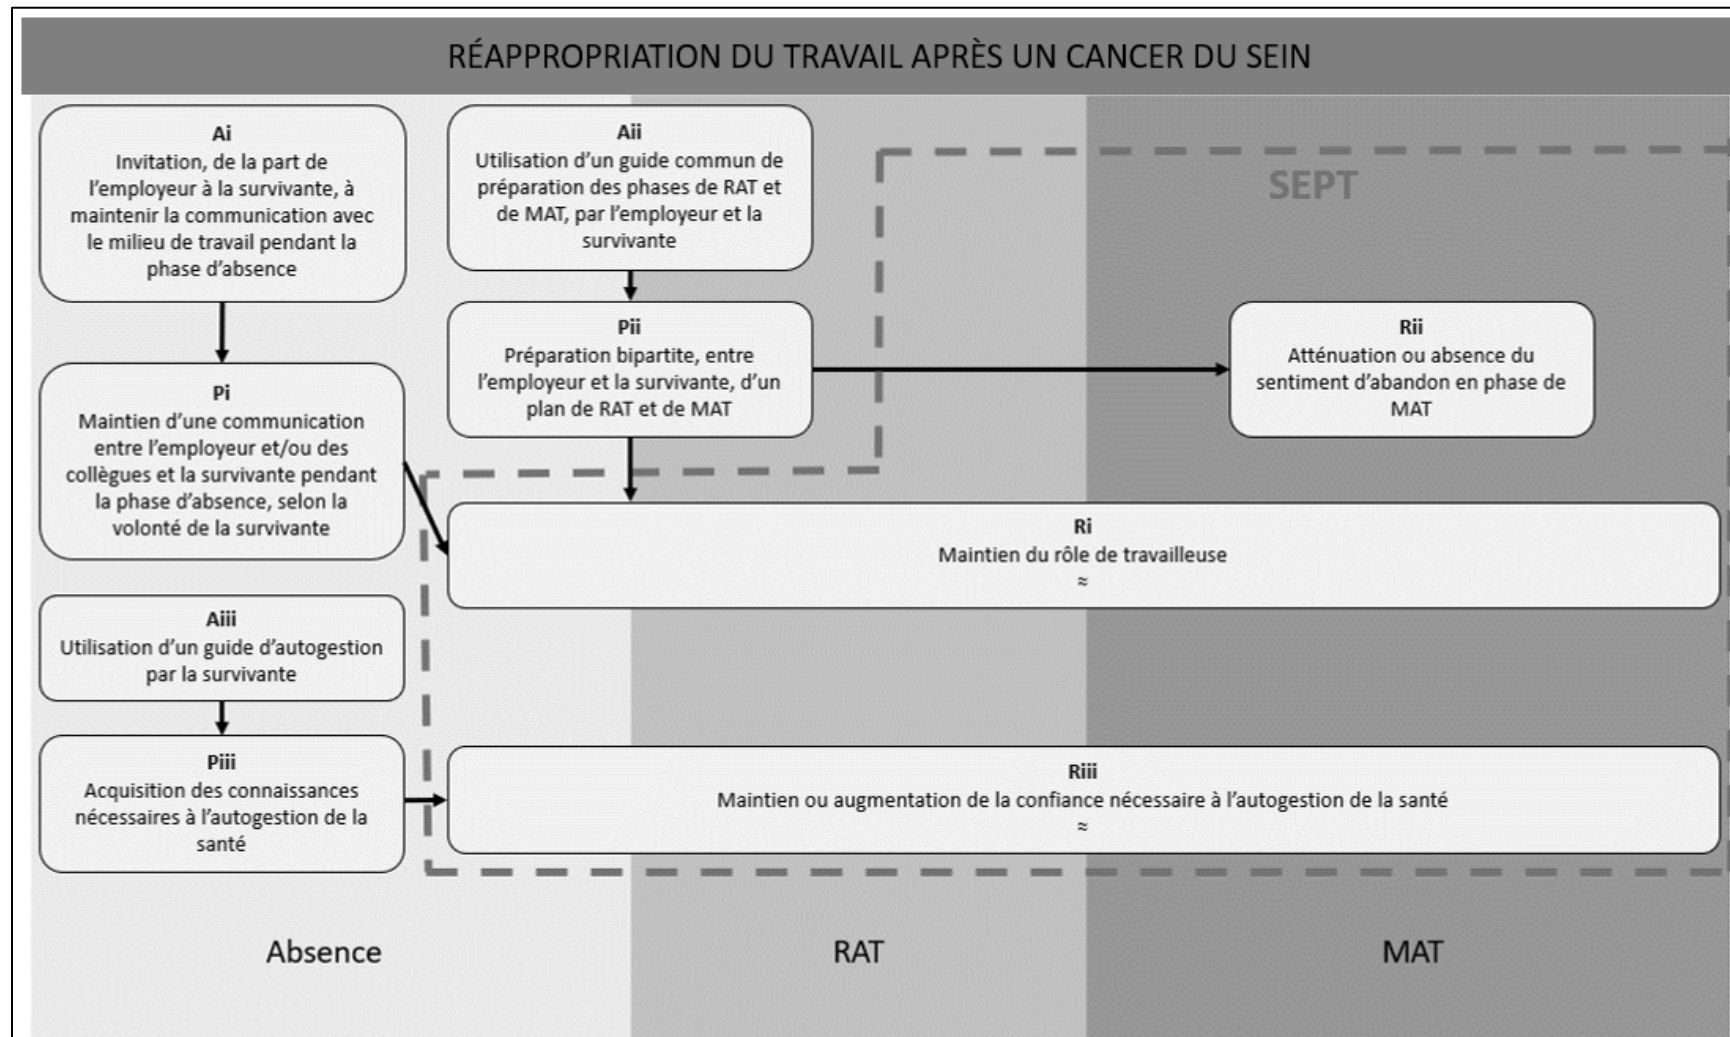 RÉAPPROPRIATION DU TRAVAIL APRÈS UN CANCER DU SEIN
Ai
Invitation, de la part de
l’employeur à la survivante, à
maintenir la communication avec
le milieu de travail pendant la
phase d’absence
Aii
Utilisation d’un guide commun de
préparation des phases de RAT et
de MAT, par l’employeur et la
survivante
SEPT
Pii
Préparation bipartite, entre
l’employeur et la survivante, d’un
plan de RAT et de MAT
Rii
Atténuation ou absence du
sentiment d’abandon en phase de
MAT
Pi
Maintien d’une communication
entre l’employeur et/ou des
collègues et la survivante pendant
la phase d’absence, selon la
volonté de la survivante
Ri
Maintien du rôle de travailleuse
≈
Aiii
Utilisation d’un guide d’autogestion
par la survivante
Piii
Acquisition des connaissances
nécessaires à l’autogestion de la
santé
Riii
Maintien ou augmentation de la confiance nécessaire à l’autogestion de la santé
≈
Absence
RAT
MAT